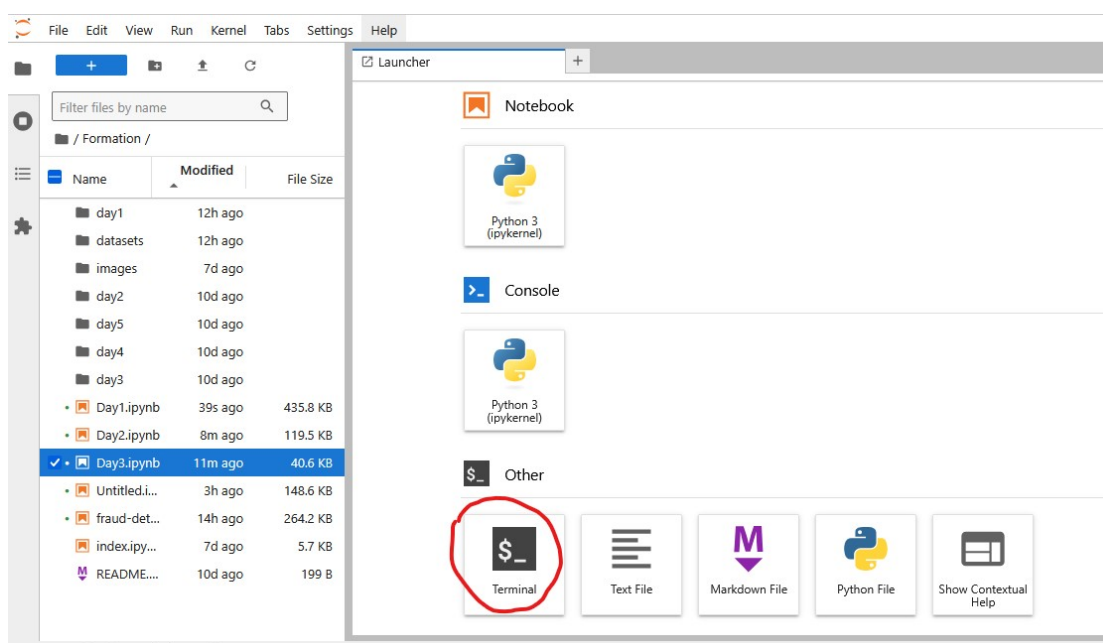 File Edit View Run Kernel Tabs Settings Help
+
Filter files by name
/ Formation /
Name Modified File Size
day1 12h ago
datasets 12h ago
images 7d ago
day2 10d ago
day5 10d ago
day4 10d ago
day3 10d ago
Day1.ipynb 39s ago 435.8 KB
Day2.ipynb 8m ago 119.5 KB
Day3.ipynb 11m ago 40.6 KB
Untitled.i... 3h ago 148.6 KB
fraud-det... 14h ago 264.2 KB
index.ipy... 7d ago 5.7 KB
M README.... 10d ago 199 B
Launcher +
Notebook
Python 3
(ipykernel)
>_ Console
Python 3
(ipykernel)
$_ Other
$_
Terminal
Text File
M
Markdown File
Python File
Show Contextual
Help